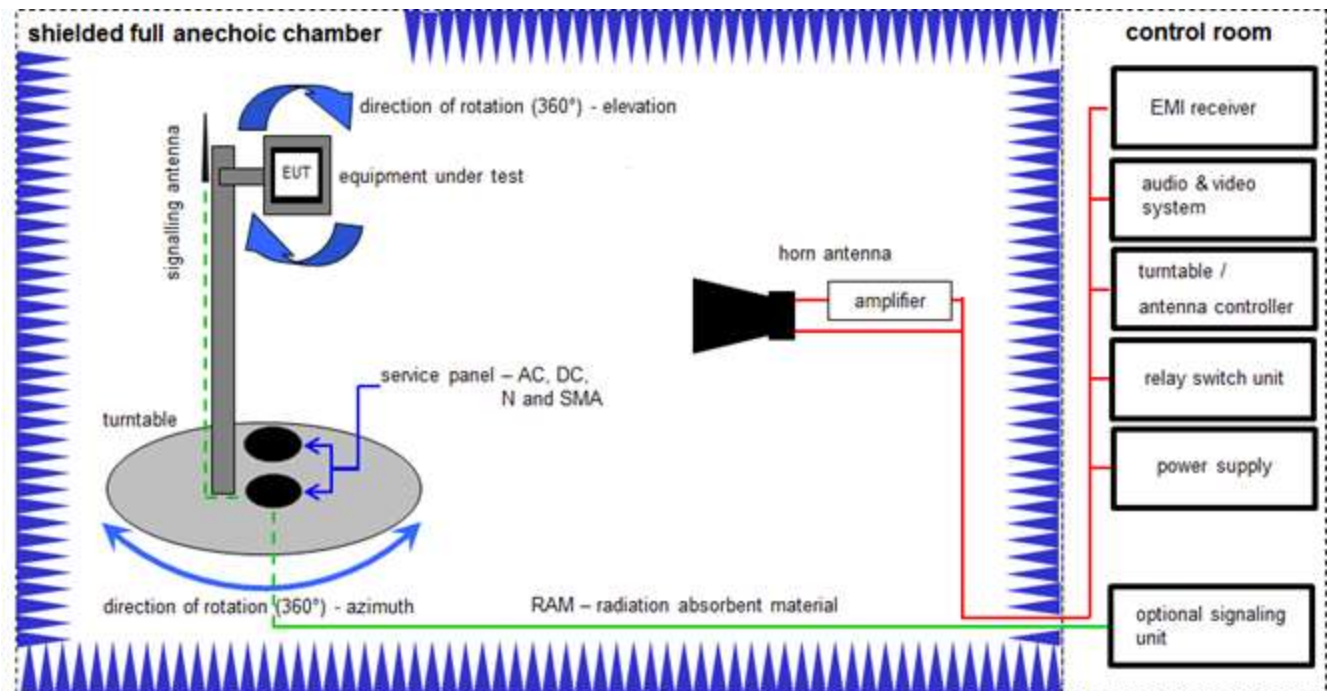 shielded full anechoic chamber
control room
direction of rotation (360°) - elevation
signalling antenna
EUT
equipment under test
horn antenna
amplifier
service panel – AC, DC,
N and SMA
turntable
direction of rotation (360°) - azimuth
RAM – radiation absorbent material
EMI receiver
audio & video
system
turntable /
antenna controller
relay switch unit
power supply
optional signaling
unit